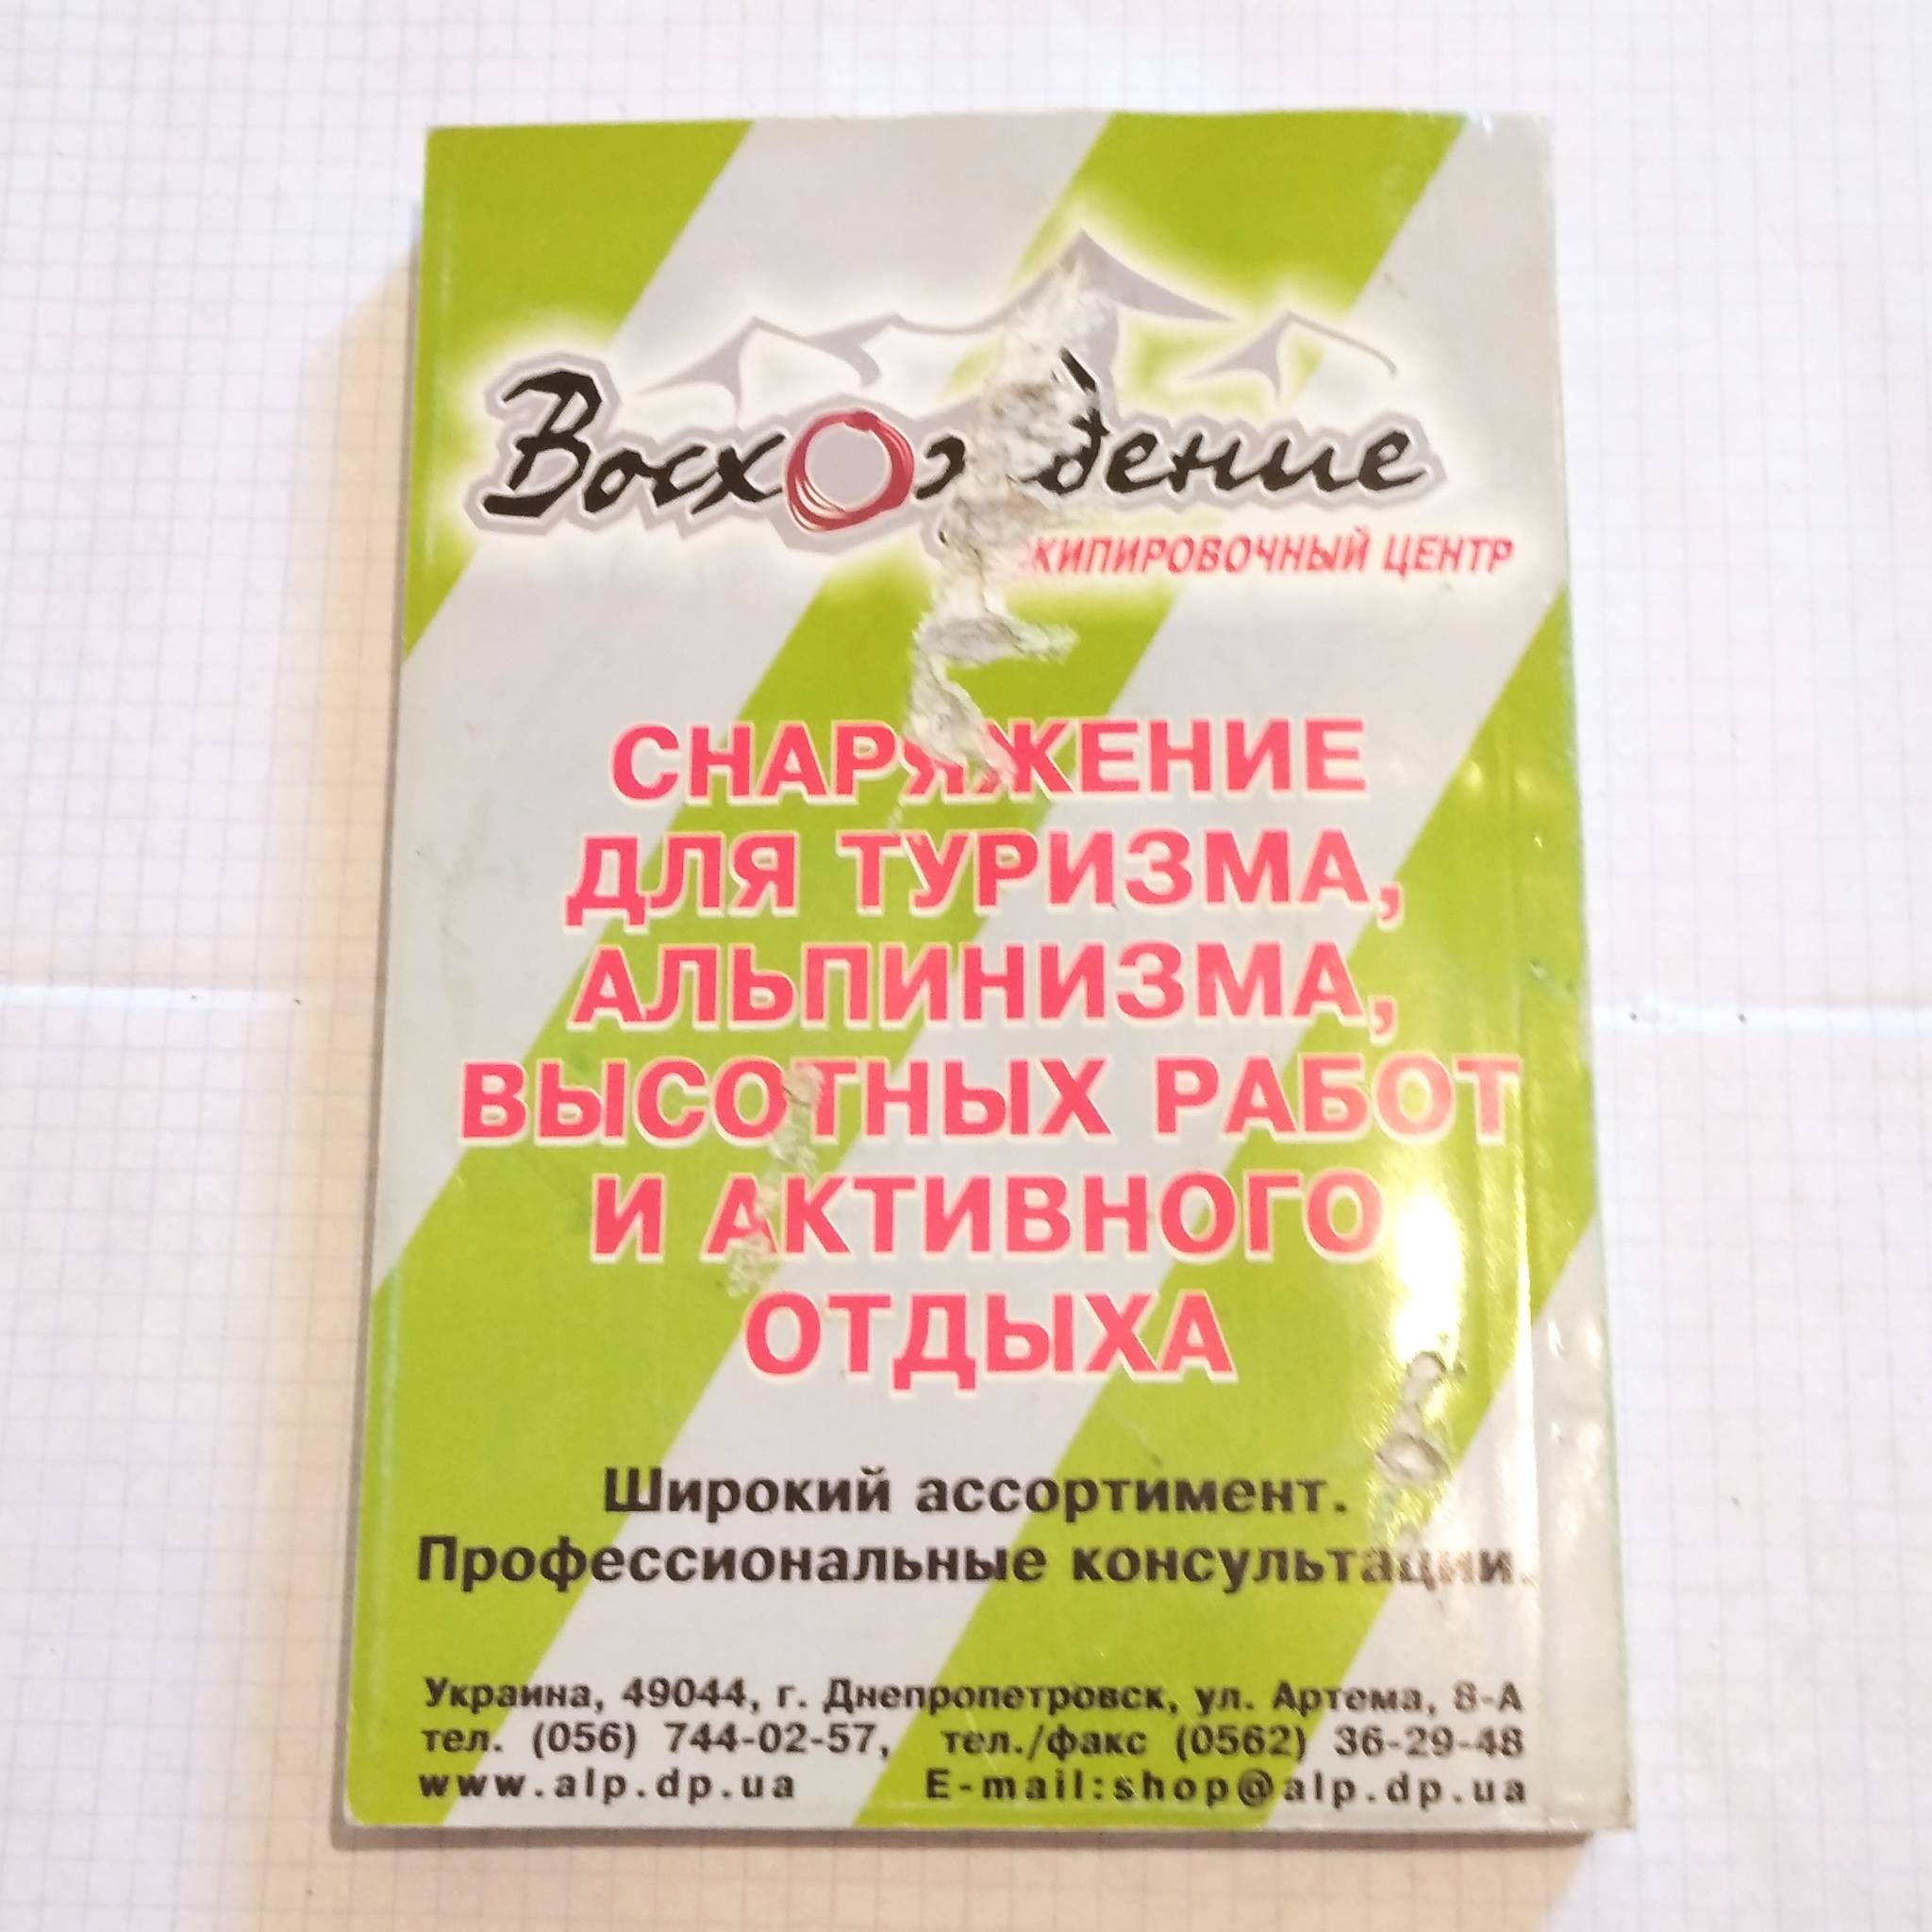 Восхождение
экипировочный центр
СНАРЯЖЕНИЕ
ДЛЯ ТУРИЗМА,
АЛЬПИНИЗМА,
ВЫСОТНЫХ РАБОТ
И АКТИВНОГО
ОТДЫХА
Широкий ассортимент.
Профессиональные консультации.
Украина, 49044, г. Днепропетровск, ул. Артема, 8-А
тел. (056) 744-02-57, тел./факс (0562) 36-29-48
www.alp.dp.ua E-mail:shop@alp.dp.ua